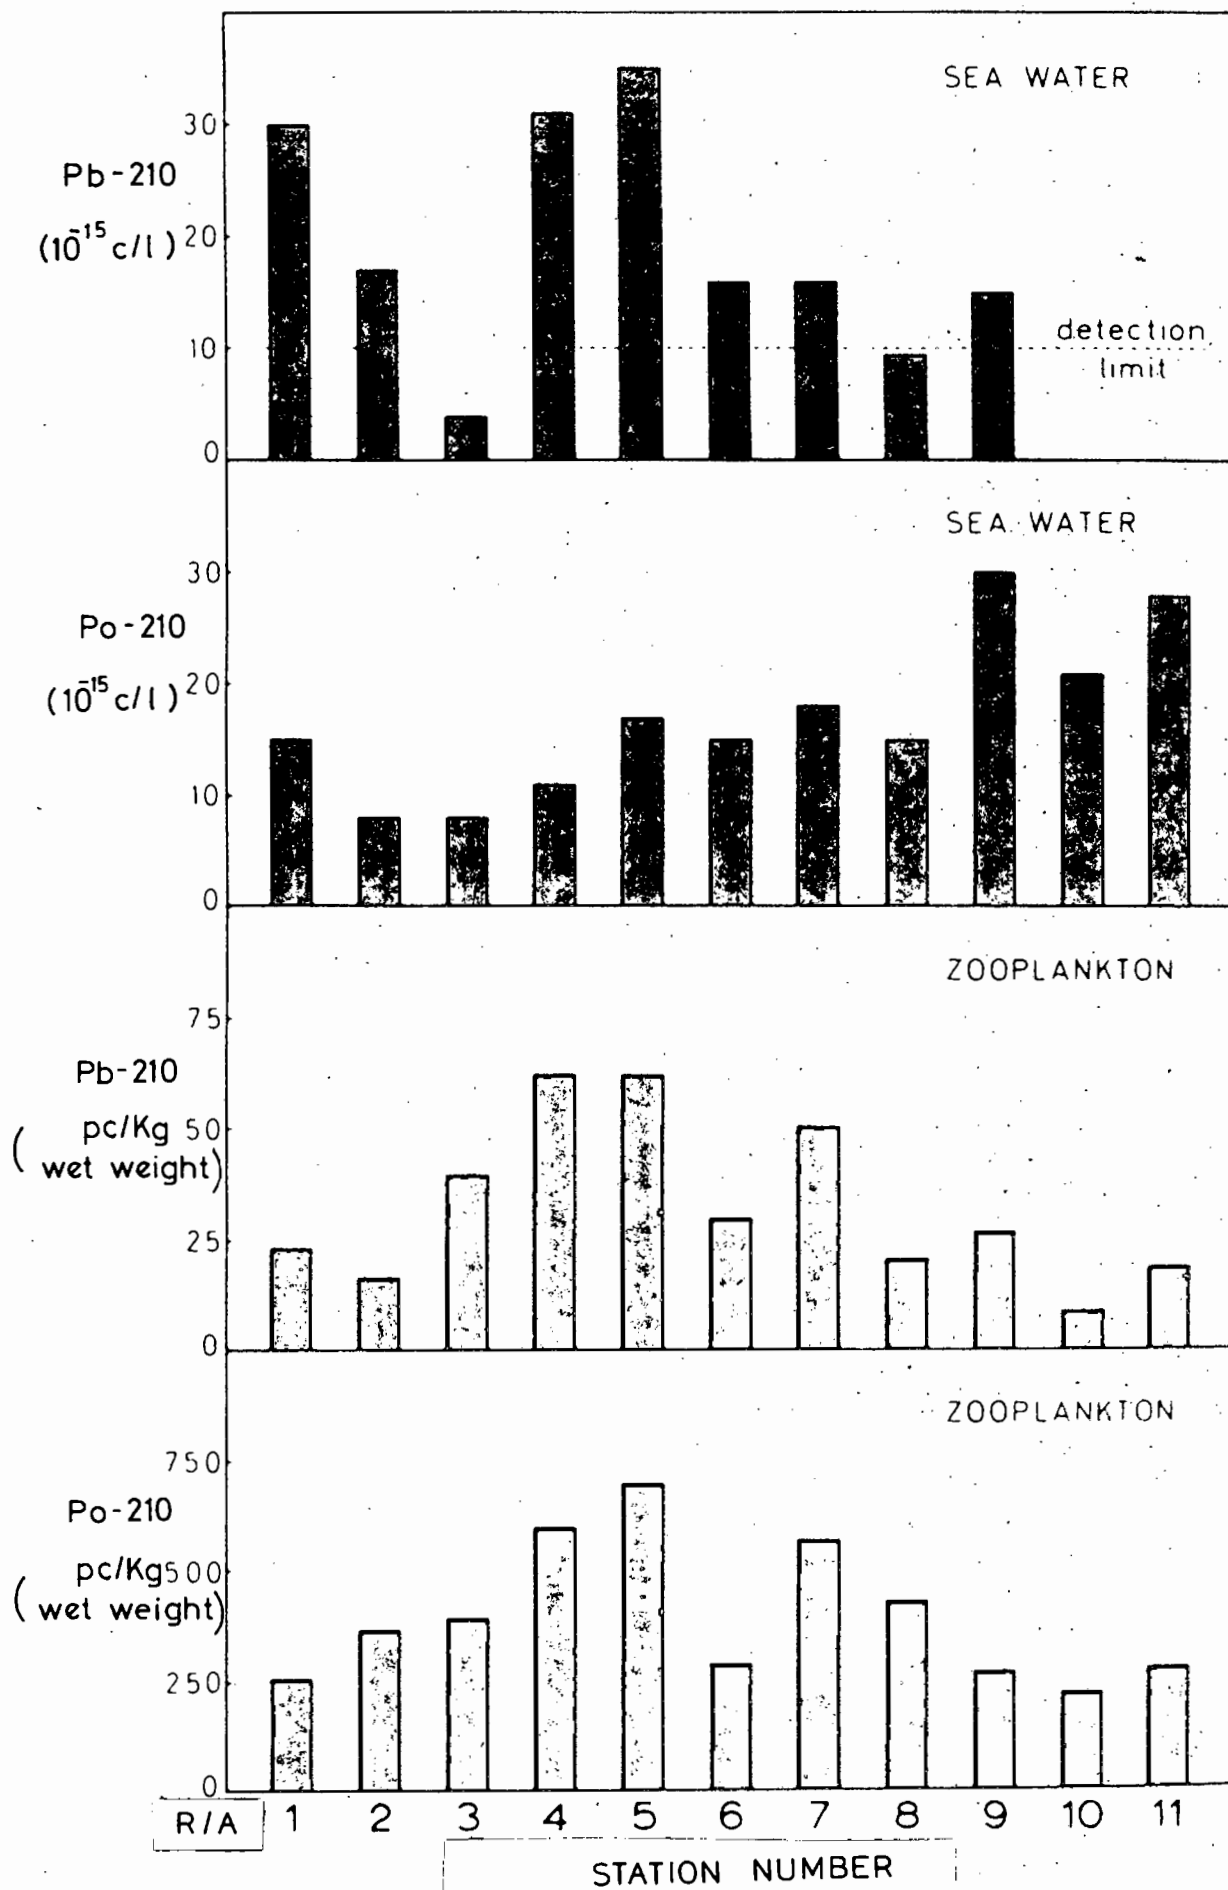 SEA WATER
30
Pb-210
(10^-15 c/l) 20
detection
10
limit
0
SEA WATER
30
Po-210
(10^-15 c/l) 20
10
0
ZOOPLANKTON
75
Pb-210
(pc/Kg 50
wet weight)
25
0
ZOOPLANKTON
750
Po-210
(pc/Kg 500
wet weight)
250
0
R/A 1 2 3 4 5 6 7 8 9 10 11
STATION NUMBER